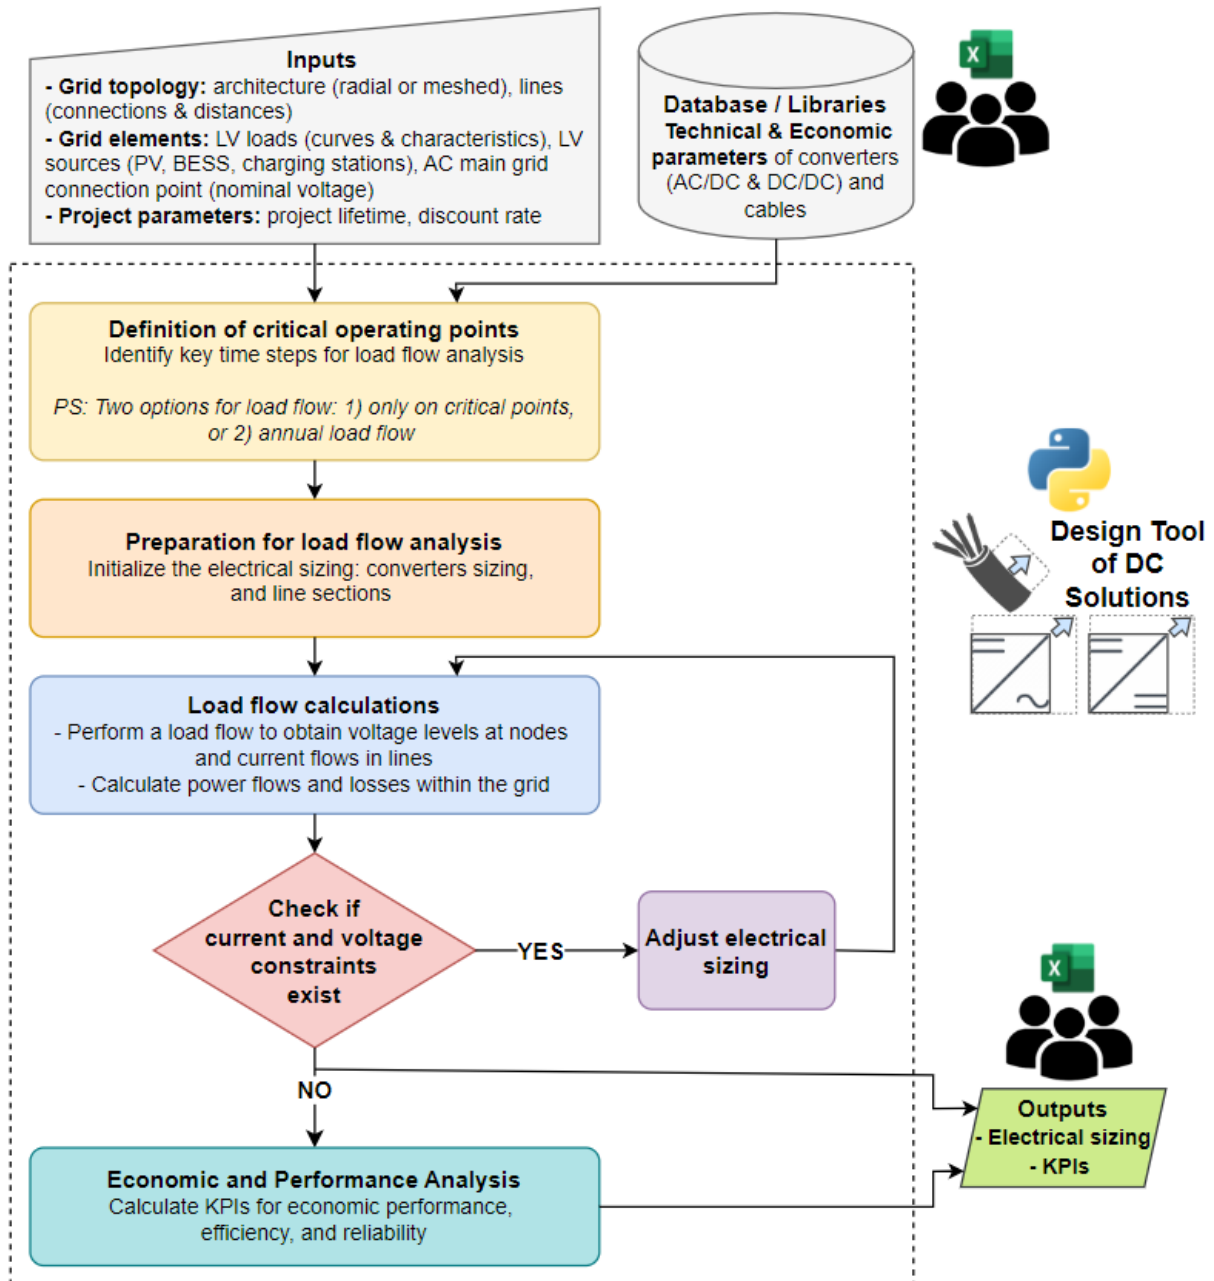 Inputs
- Grid topology: architecture (radial or meshed), lines
(connections & distances)
- Grid elements: LV loads (curves & characteristics), LV
sources (PV, BESS, charging stations), AC main grid
connection point (nominal voltage)
- Project parameters: project lifetime, discount rate
Database / Libraries
Technical & Economic
parameters of converters
(AC/DC & DC/DC) and
cables
X
Definition of critical operating points
Identify key time steps for load flow analysis
PS: Two options for load flow: 1) only on critical points,
or 2) annual load flow
Preparation for load flow analysis
Initialize the electrical sizing: converters sizing,
and line sections
Design Tool
of DC
Solutions
Load flow calculations
- Perform a load flow to obtain voltage levels at nodes
and current flows in lines
- Calculate power flows and losses within the grid
Check if
current and voltage
constraints
exist
YES
Adjust electrical
sizing
NO
X
Outputs
- Electrical sizing
- KPIs
Economic and Performance Analysis
Calculate KPIs for economic performance,
efficiency, and reliability